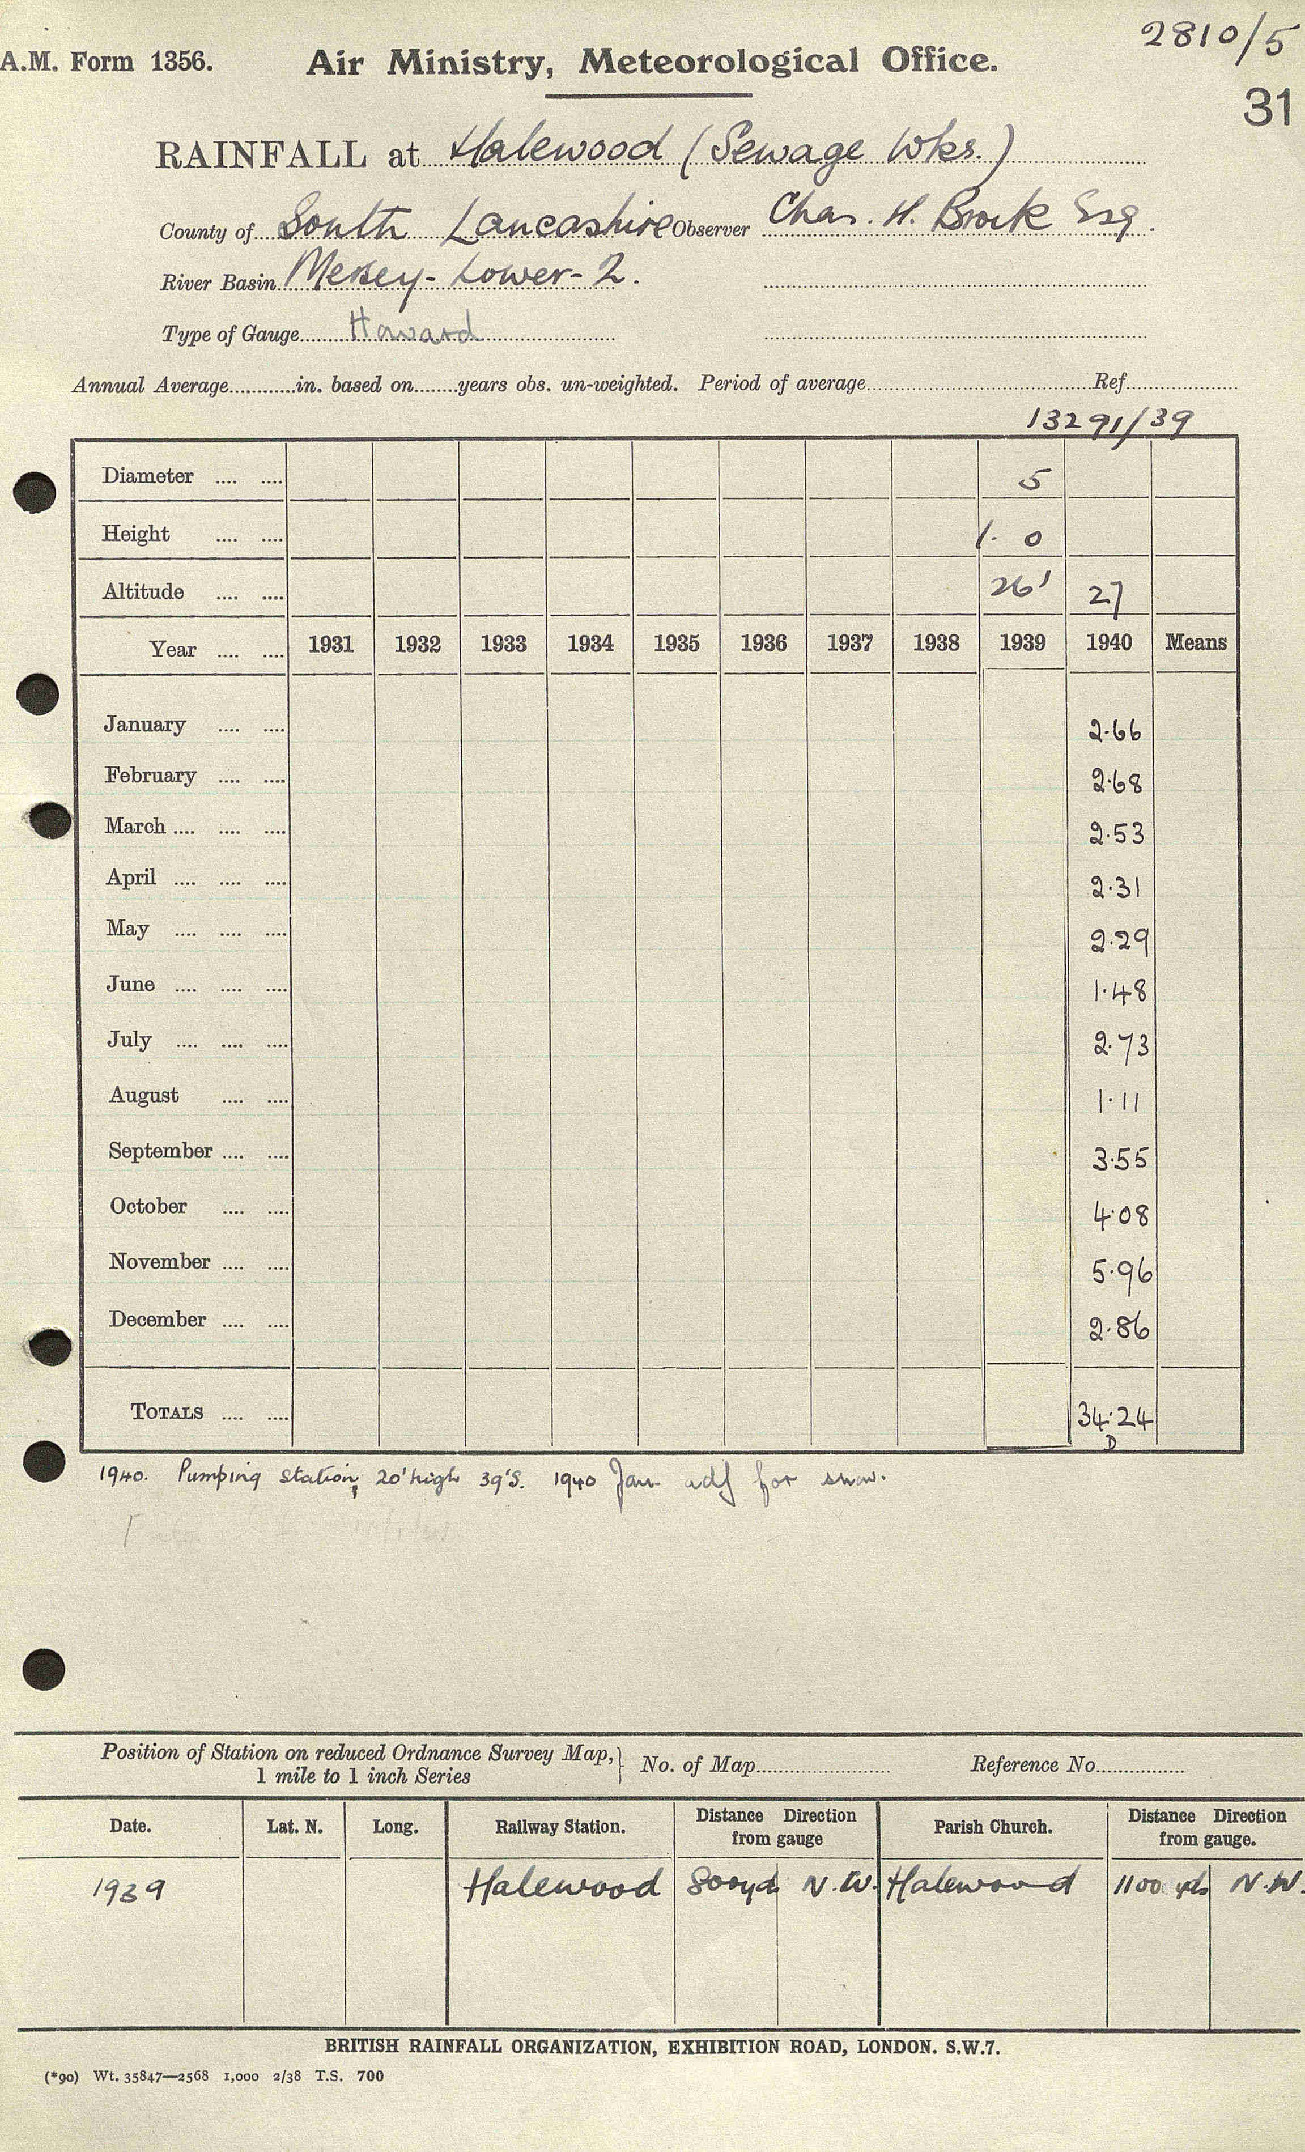 2810/5
A.M. Form 1356. Air Ministry, Meteorological Office.
31
RAINFALL at Halewood (Sewage Wks.)
County of South Lancashire Observer Chas. H. Brock Esq.
River Basin Mersey - Lower - 2.
Type of Gauge Howard
Annual Average in. based on years obs. un-weighted. Period of average Ref.
13291/39
Diameter 5
Height 1. 0
Altitude 26' 27
Year 1931 1932 1933 1934 1935 1936 1937 1938 1939 1940 Means
January 2.66
February 2.68
March 2.53
April 2.31
May 2.29
June 1.48
July 2.73
August 1.11
September 3.55
October 4.08
November 5.96
December 2.86
TOTALS 34.24
D
1940. Pumping station, 20' high 39'S. 1940 Jan adj for snow.
Position of Station on reduced Ordnance Survey Map, 1 mile to 1 inch Series } No. of Map Reference No.
Date. Lat. N. Long. Railway Station. Distance Direction from gauge Parish Church. Distance Direction from gauge.
1939 Halewood 800yds N.W. Halewood 1100 yds N.W.
BRITISH RAINFALL ORGANIZATION, EXHIBITION ROAD, LONDON. S.W.7.
(*90) Wt. 35847—2568 1,000 2/38 T.S. 700